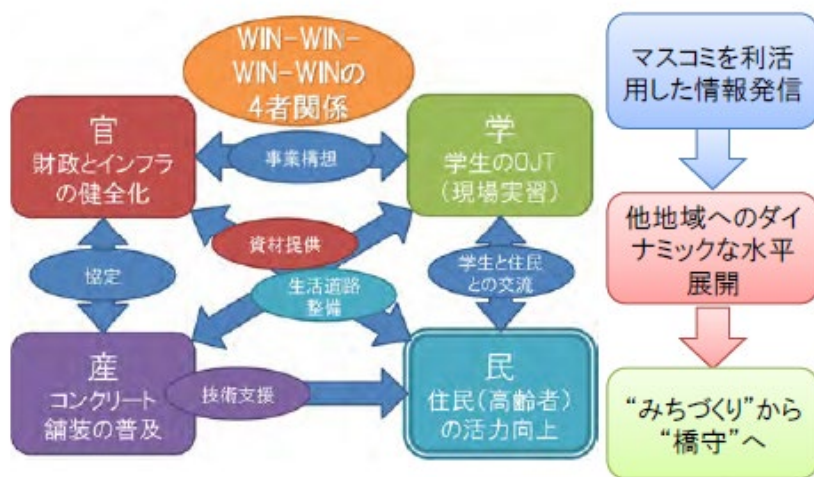 WIN-WIN-
WIN-WINの
4者関係
官
財政とインフラ
の健全化
事業構想
学
学生のOJT
(現場実習)
資材提供
協定
生活道路
整備
学生と住民
との交流
産
コンクリート
舗装の普及
技術支援
民
住民(高齢者)
の活力向上
マスコミを利活
用した情報発信
他地域へのダイ
ナミックな水平
展開
“みちづくり”から
“橋守”へ